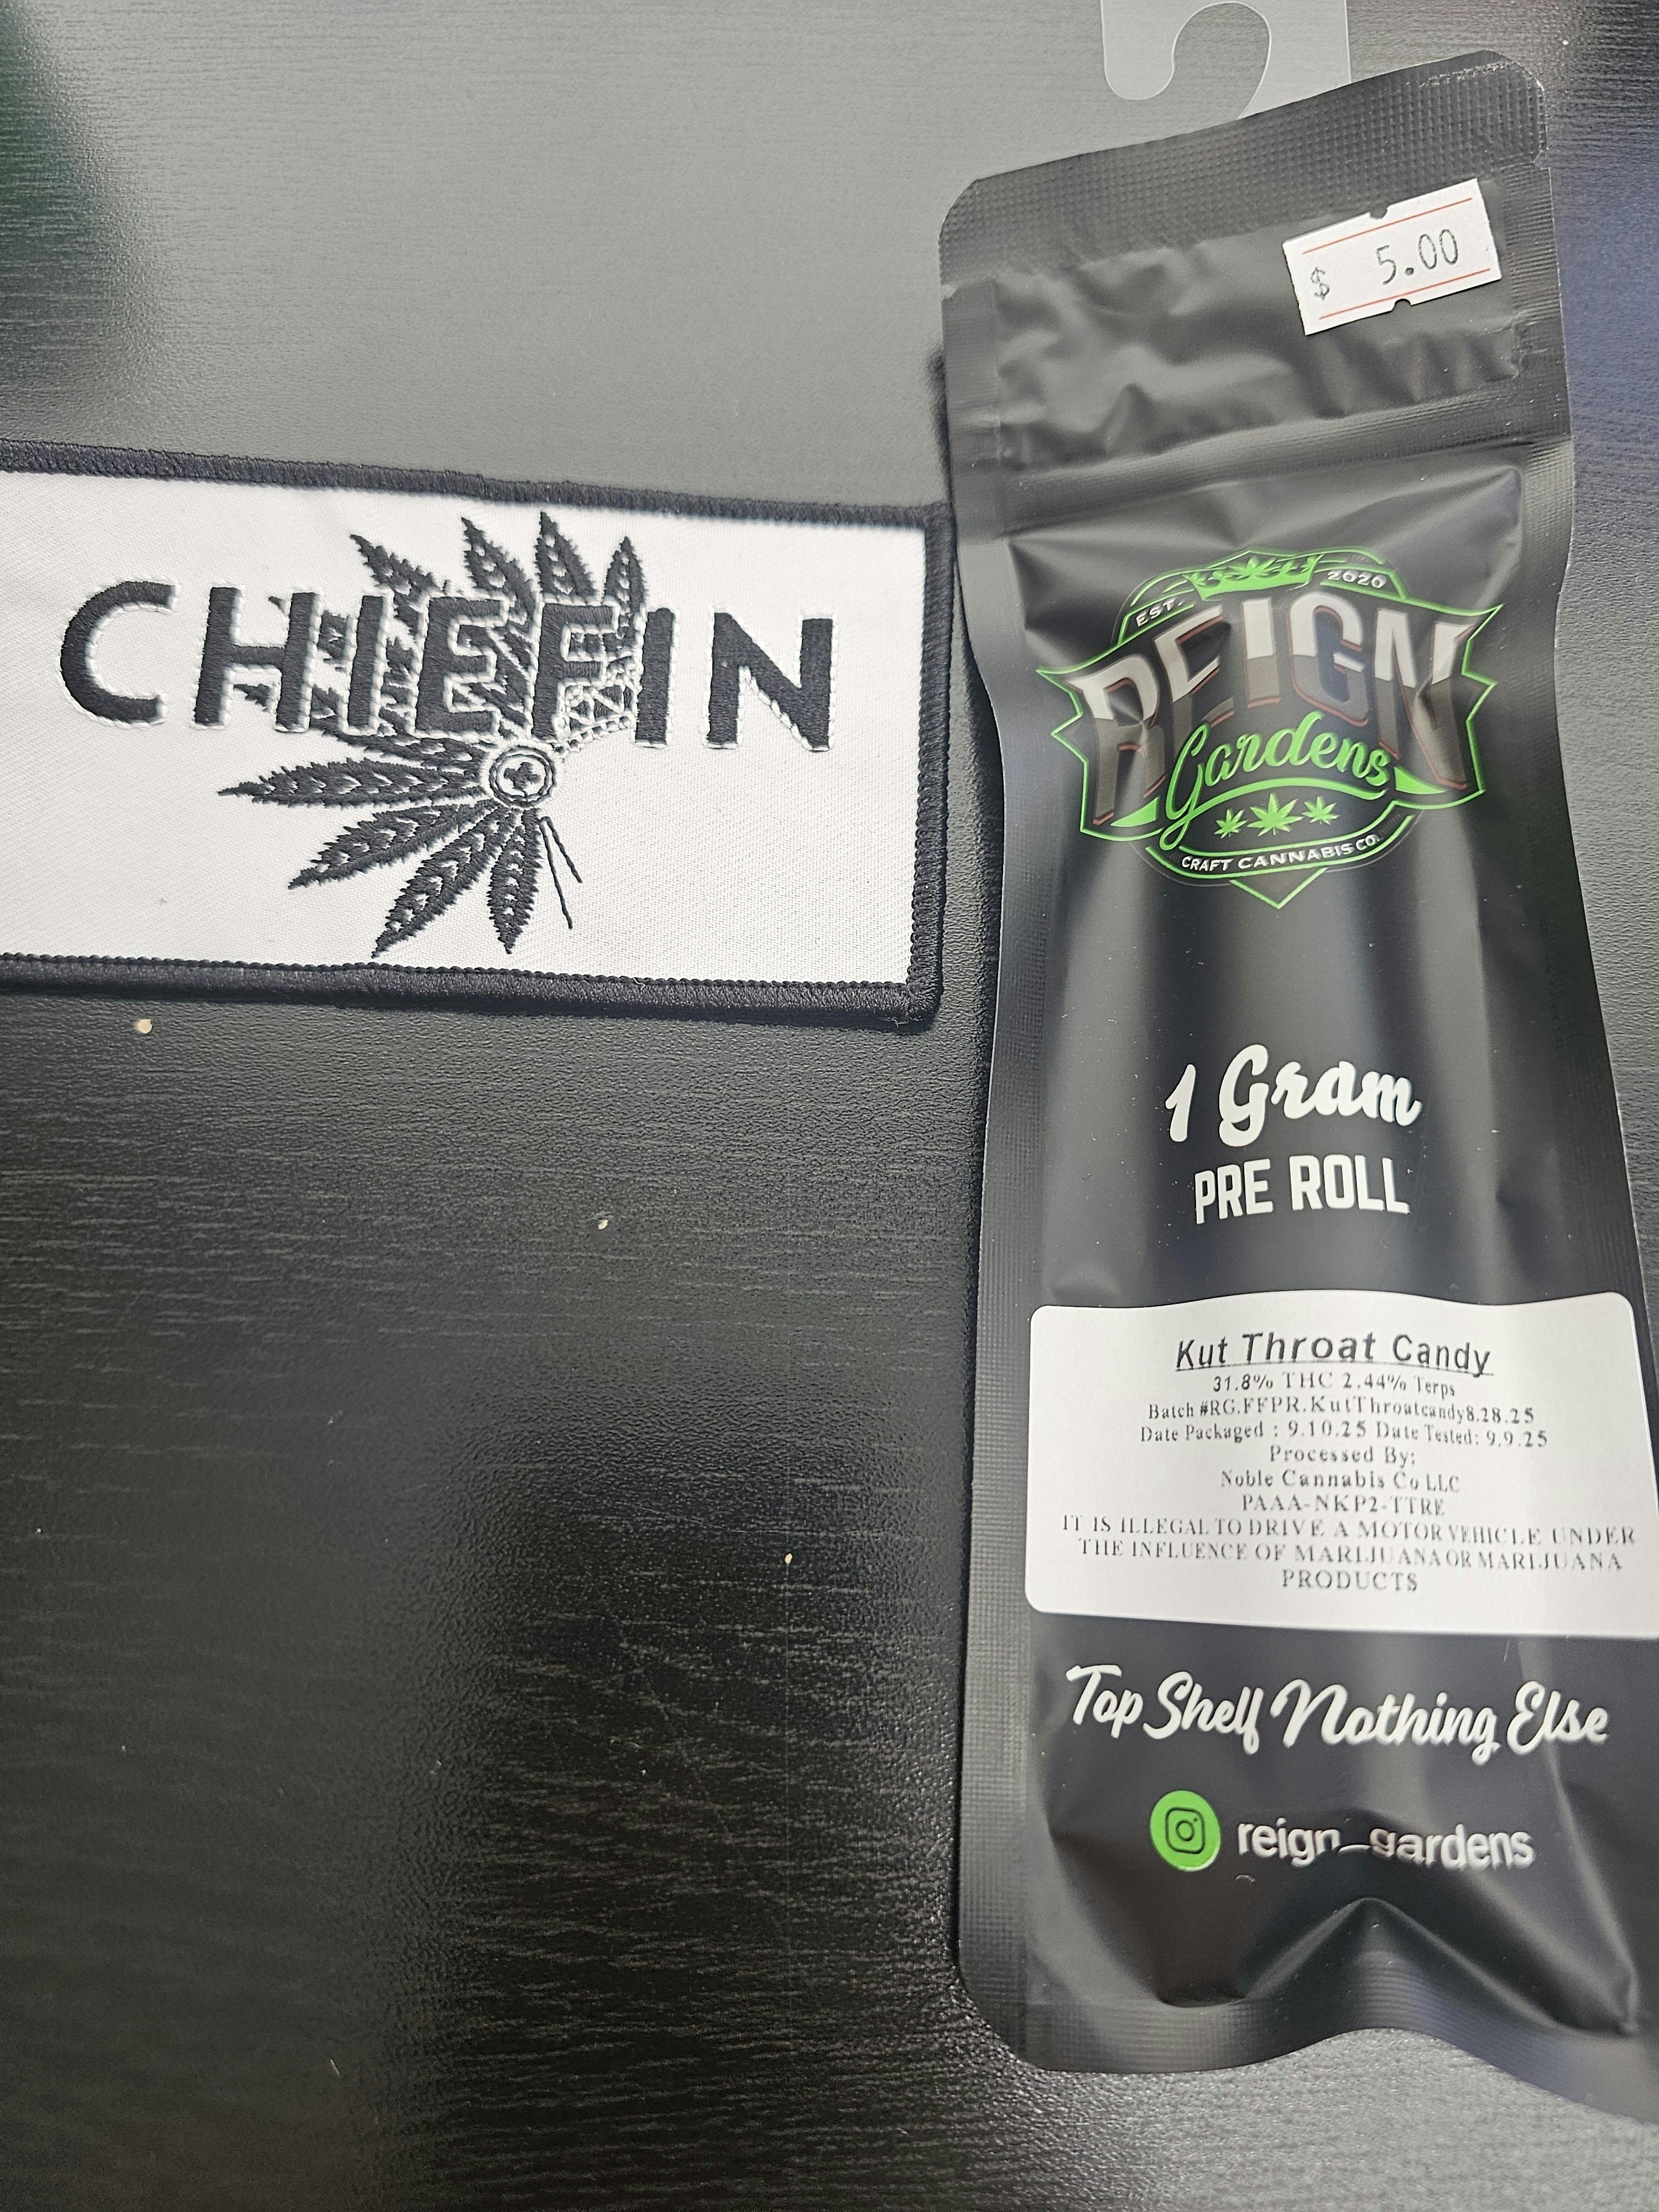 CHIEFIN
$ 5.00
EST. 2020
REIGN
Gardens
CRAFT CANNABIS CO.
1 Gram
PRE ROLL
Kut Throat Candy
31.8% THC 2.44% Terps
Batch #RG.FFPR.KutThroatcandy8.28.25
Date Packaged : 9.10.25 Date Tested: 9.9.25
Processed By;
Noble Cannabis Co LLC
PAAA-NKP2-TTRE
IT IS ILLEGAL TO DRIVE A MOTOR VEHICLE UNDER
THE INFLUENCE OF MARIJUANA OR MARIJUANA
PRODUCTS
Top Shelf Nothing Else
reign_gardens